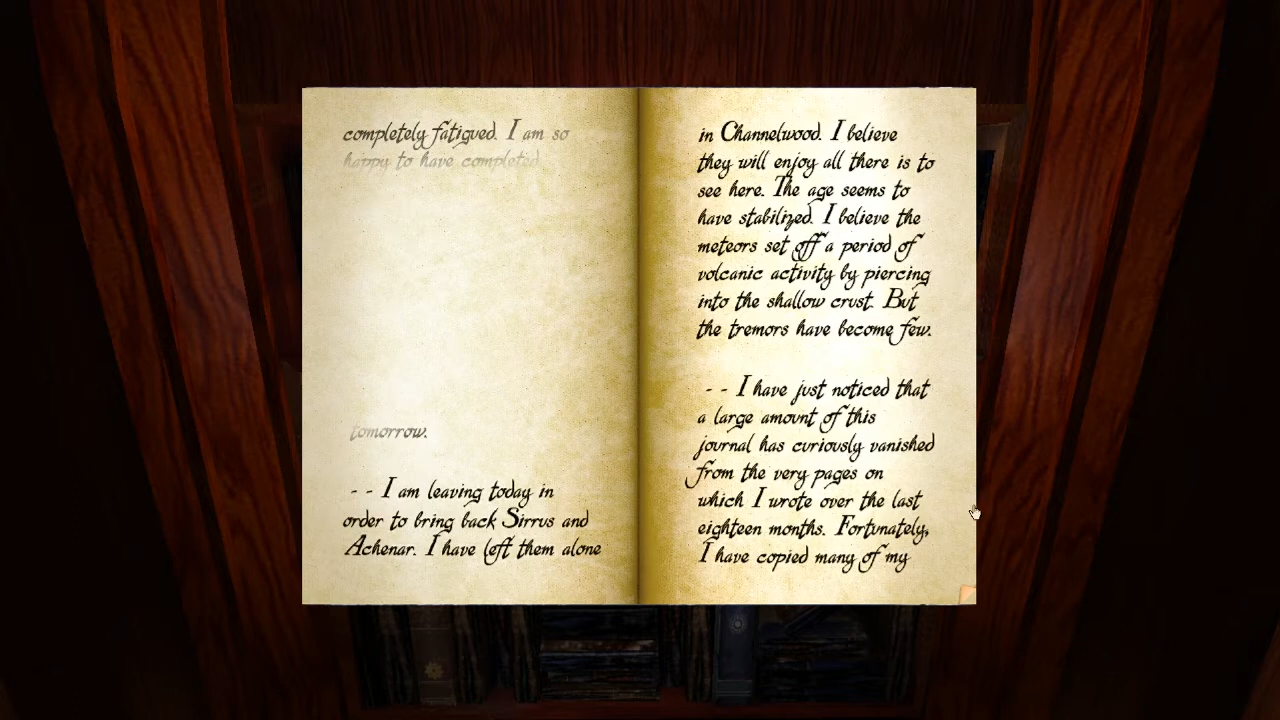 completely fatigued. I am so
happy to have completed
tomorrow.
- - I am leaving today in
order to bring back Sirrus and
Achenar. I have left them alone
in Channelwood. I believe
they will enjoy all there is to
see here. The age seems to
have stabilized. I believe the
meteors set off a period of
volcanic activity by piercing
into the shallow crust. But
the tremors have become few.
- - I have just noticed that
a large amount of this
journal has curiously vanished
from the very pages on
which I wrote over the last
eighteen months. Fortunately,
I have copied many of my